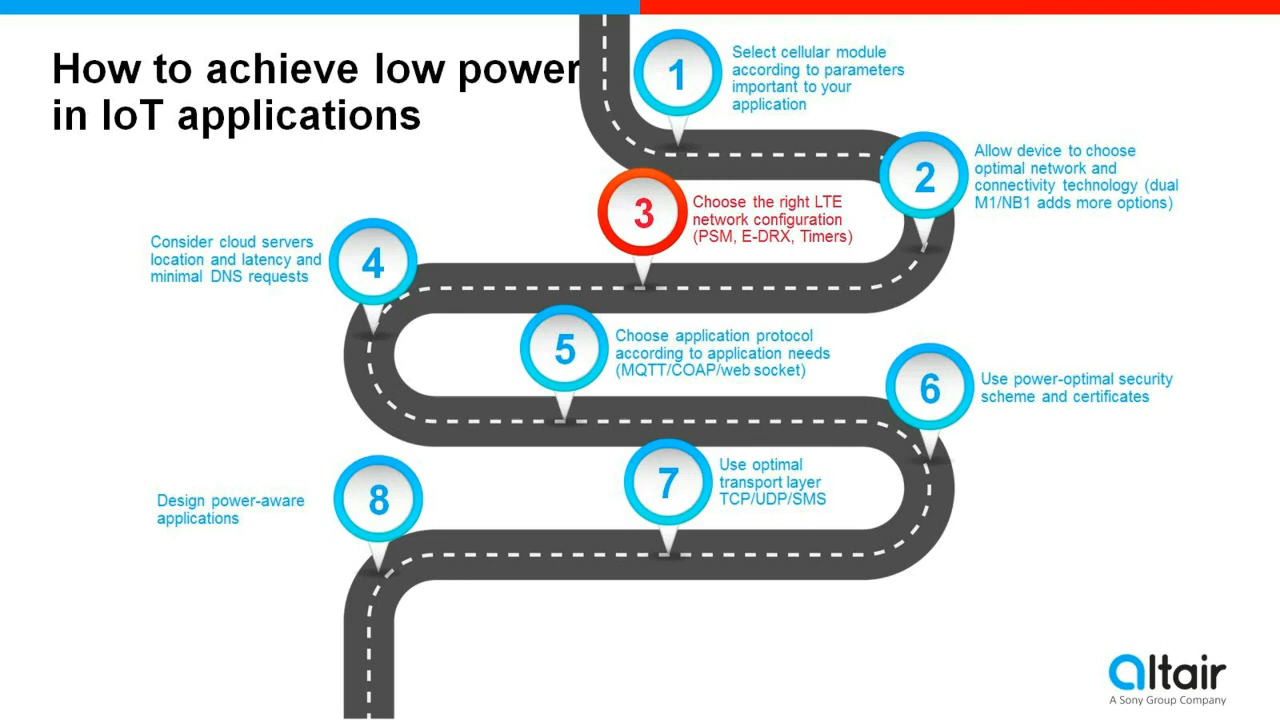 How to achieve low power
in IoT applications
1
Select cellular module
according to parameters
important to your
application
2
Allow device to choose
optimal network and
connectivity technology (dual
M1/NB1 adds more options)
3
Choose the right LTE
network configuration
(PSM, E-DRX, Timers)
4
Consider cloud servers
location and latency and
minimal DNS requests
5
Choose application protocol
according to application needs
(MQTT/COAP/web socket)
6
Use power-optimal security
scheme and certificates
7
Use optimal
transport layer
TCP/UDP/SMS
8
Design power-aware
applications
altair
A Sony Group Company